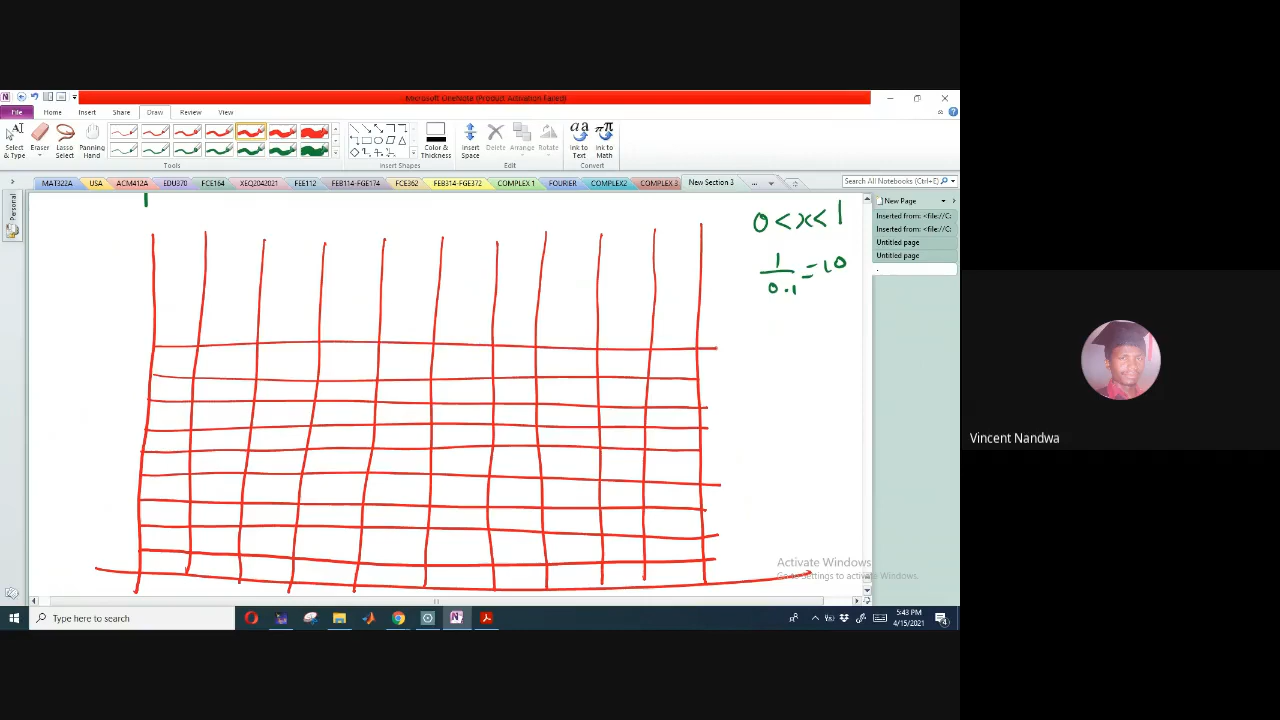 Microsoft OneNote (Product Activation Failed)
File Home Insert Share Draw Review View
Select & Type Eraser Lasso Select Panning Hand Color & Thickness Insert Space Delete Arrange Rotate Ink to Text Ink to Math
Tools Insert Shapes Edit Convert
MAT322A USA ACM412A EDU370 FCE164 XEQ2042021 FEE112 FEB114-FGE174 FCE362 FEB314-FGE372 COMPLEX 1 FOURIER COMPLEX2 COMPLEX 3 New Section 3 ... Search All Notebooks (Ctrl+E)
Personal
New Page
Inserted from: <file://C:
Inserted from: <file://C:
Untitled page
Untitled page
0 < x < 1
1/0.1 = 10
Vincent Nandwa
Activate Windows
Go to Settings to activate Windows.
Type here to search
5:43 PM
4/15/2021
4